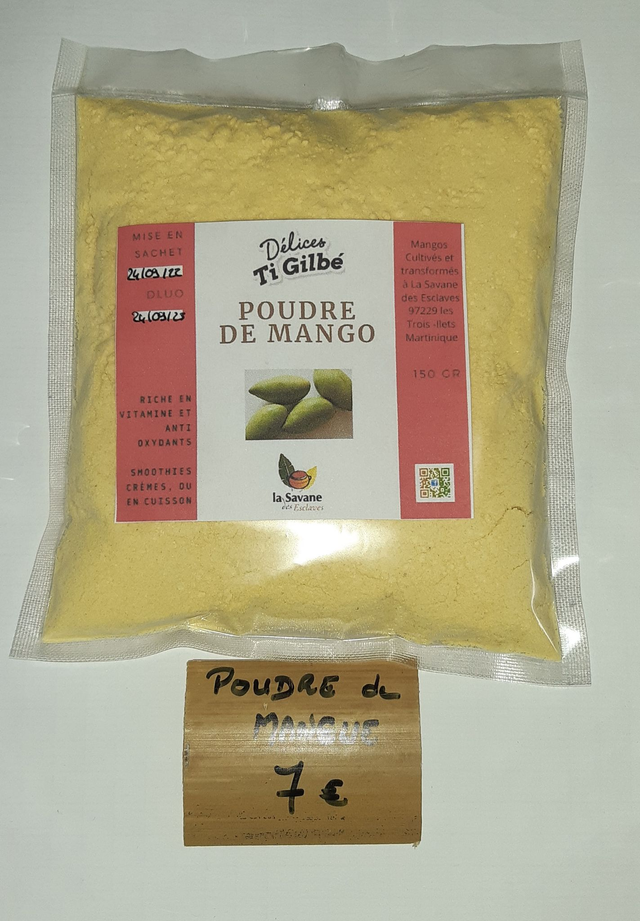 MISE EN
SACHET
24/09/22
DLUO
24/09/23
RICHE EN
VITAMINE ET
ANTI
OXYDANTS
SMOOTHIES
CRÈMES, OU
EN CUISSON
Délices
Ti Gilbé
POUDRE
DE MANGO
la Savane
des Esclaves
Mangos
Cultivés et
transformés
à La Savane
des Esclaves
97229 les
Trois -Ilets
Martinique
150 GR
POUDRE de
MANGUE
7 €